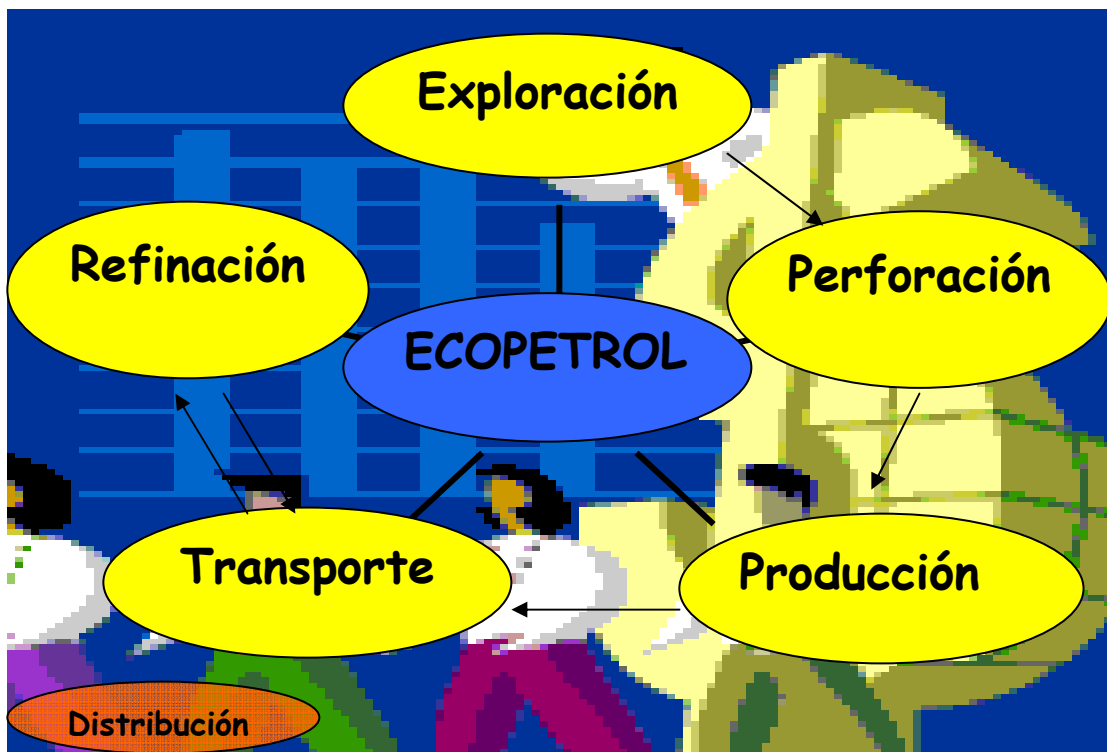 Exploración
Refinación
Perforación
ECOPETROL
Transporte
Producción
Distribución